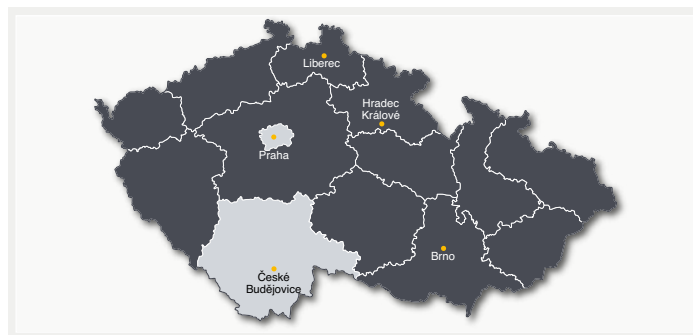 Liberec
Hradec
Králové
Praha
Brno
České
Budějovice